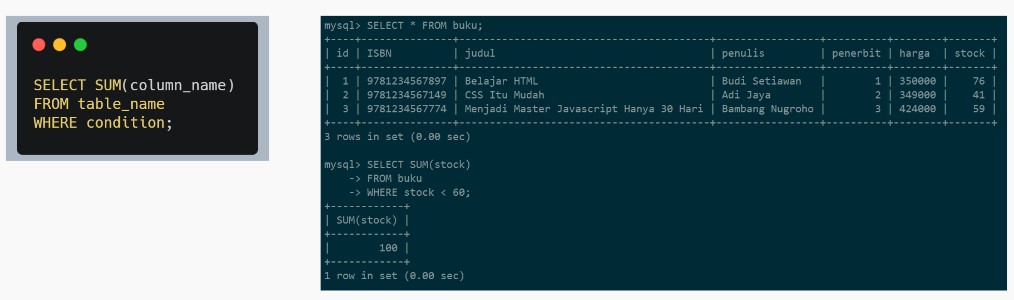 SELECT SUM(column_name)
FROM table_name
WHERE condition;
mysql> SELECT * FROM buku;
+----+---------------+-----------------------------------------+-----------------+----------+--------+-------+
| id | ISBN | judul | penulis | penerbit | harga | stock |
+----+---------------+-----------------------------------------+-----------------+----------+--------+-------+
| 1 | 9781234567897 | Belajar HTML | Budi Setiawan | 1 | 350000 | 76 |
| 2 | 9781234567149 | CSS Itu Mudah | Adi Jaya | 2 | 349000 | 41 |
| 3 | 9781234567774 | Menjadi Master Javascript Hanya 30 Hari | Bambang Nugroho | 3 | 424000 | 59 |
+----+---------------+-----------------------------------------+-----------------+----------+--------+-------+
3 rows in set (0.00 sec)
mysql> SELECT SUM(stock)
-> FROM buku
-> WHERE stock < 60;
+------------+
| SUM(stock) |
+------------+
| 100 |
+------------+
1 row in set (0.00 sec)